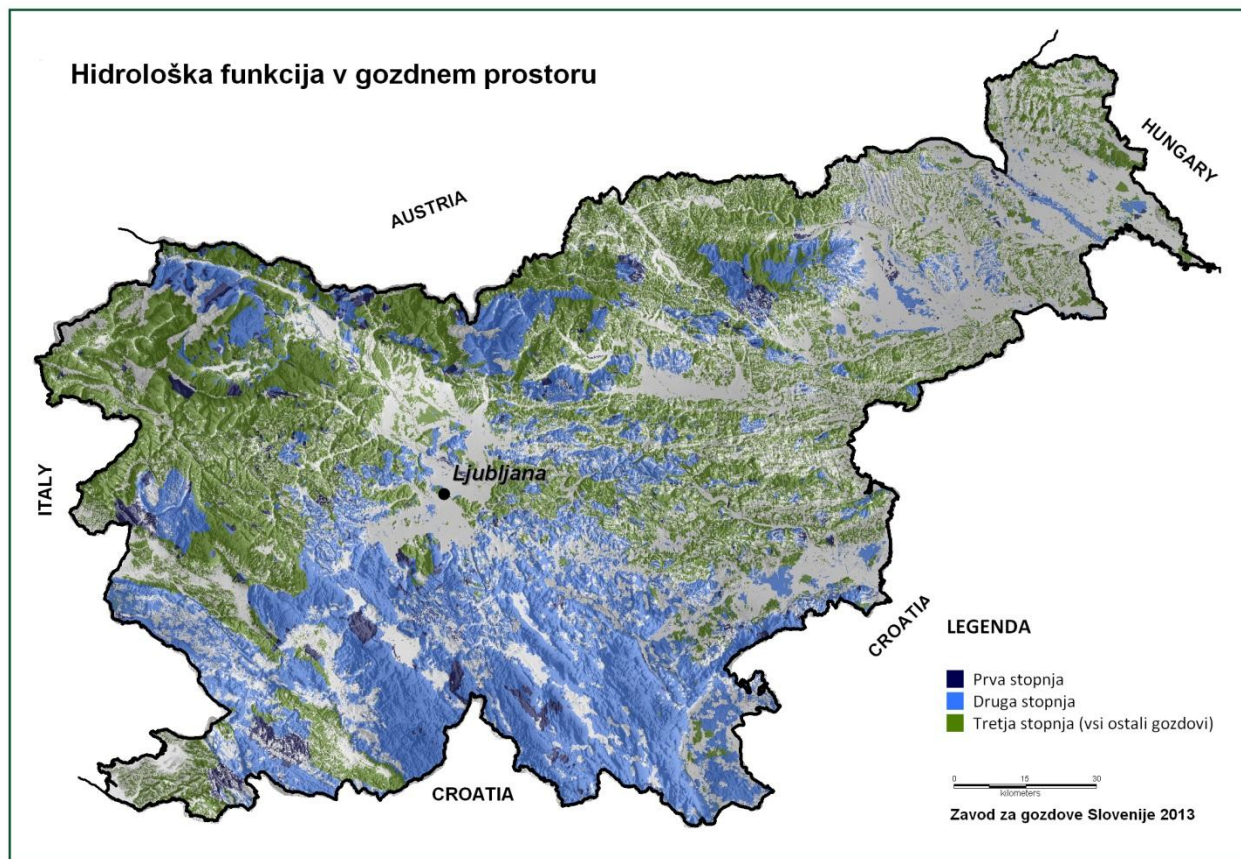 Hidrološka funkcija v gozdnem prostoru
HUNGARY
AUSTRIA
Ljubljana
ITALY
CROATIA
CROATIA
LEGENDA
Prva stopnja
Druga stopnja
Tretja stopnja (vsi ostali gozdovi)
0 15 30
kilometers
Zavod za gozdove Slovenije 2013